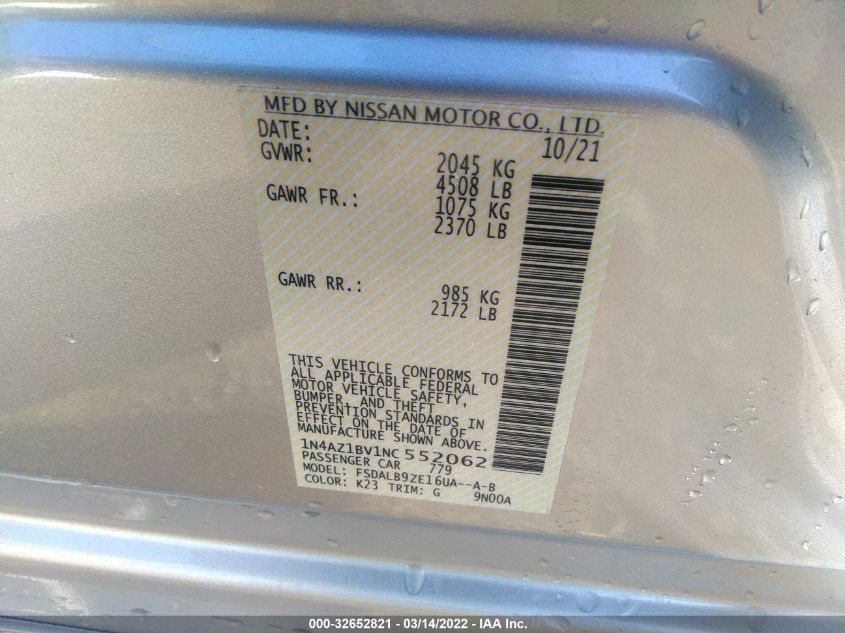 MFD BY NISSAN MOTOR CO., LTD.
DATE: 10/21
GVWR: 2045 KG
4508 LB
GAWR FR.: 1075 KG
2370 LB
GAWR RR.: 985 KG
2172 LB
THIS VEHICLE CONFORMS TO
ALL APPLICABLE FEDERAL
MOTOR VEHICLE SAFETY,
BUMPER, AND THEFT
PREVENTION STANDARDS IN
EFFECT ON THE DATE OF
MANUFACTURE SHOWN ABOVE.
1N4AZ1BV1NC 552062
PASSENGER CAR 779
MODEL: FSDALB9ZE16UA--A-B
COLOR: K23 TRIM: G 9N00A
000-32652821 - 03/14/2022 - IAA Inc.